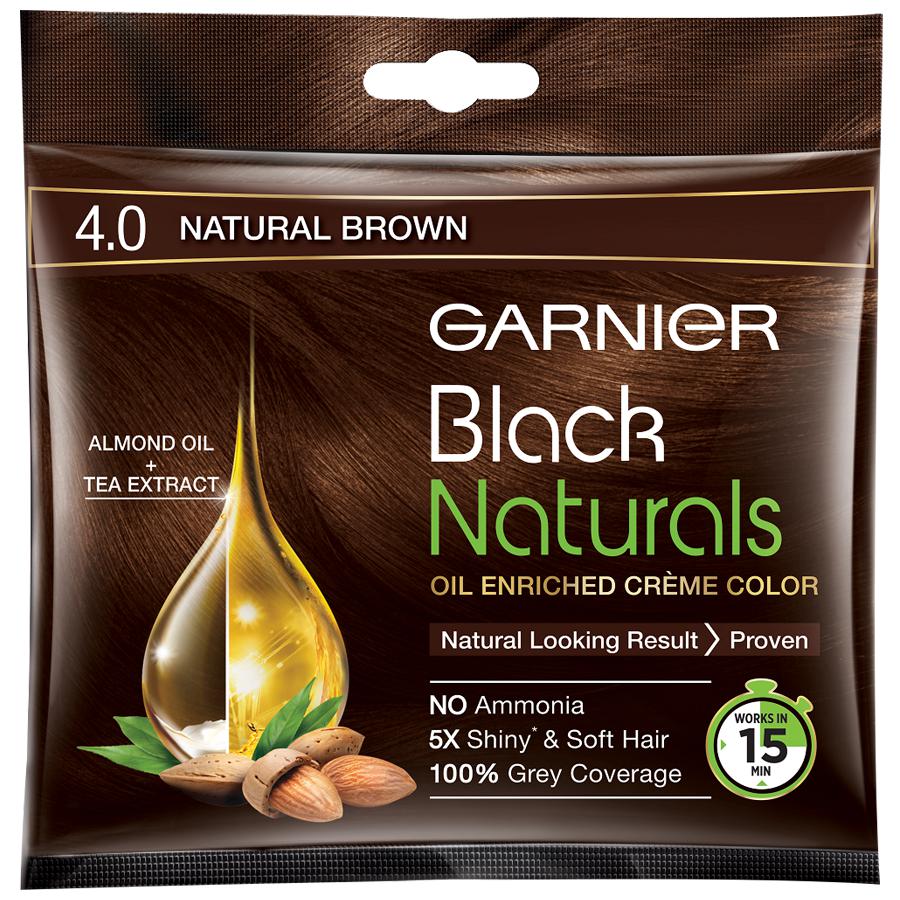 4.0 NATURAL BROWN
GARNIER
Black
Naturals
OIL ENRICHED CRÈME COLOR
ALMOND OIL
+
TEA EXTRACT
Natural Looking Result > Proven
NO Ammonia
5X Shiny* & Soft Hair
100% Grey Coverage
WORKS IN
15
MIN